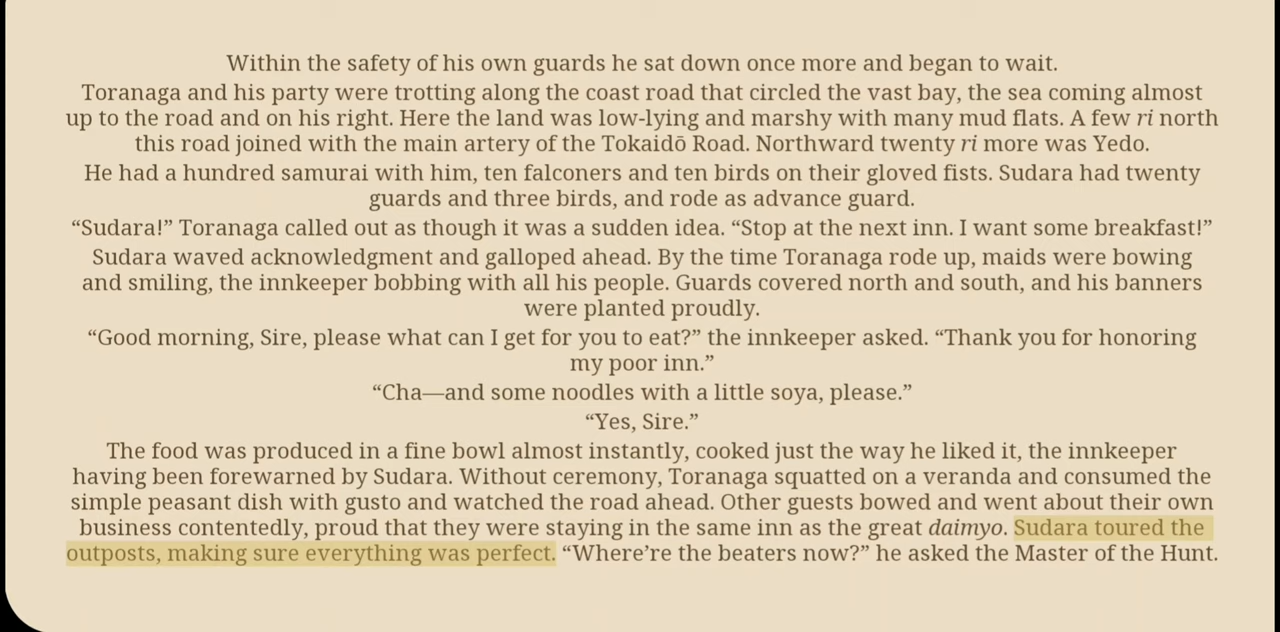 Within the safety of his own guards he sat down once more and began to wait.
Toranaga and his party were trotting along the coast road that circled the vast bay, the sea coming almost
up to the road and on his right. Here the land was low-lying and marshy with many mud flats. A few ri north
this road joined with the main artery of the Tokaidō Road. Northward twenty ri more was Yedo.
He had a hundred samurai with him, ten falconers and ten birds on their gloved fists. Sudara had twenty
guards and three birds, and rode as advance guard.
“Sudara!” Toranaga called out as though it was a sudden idea. “Stop at the next inn. I want some breakfast!”
Sudara waved acknowledgment and galloped ahead. By the time Toranaga rode up, maids were bowing
and smiling, the innkeeper bobbing with all his people. Guards covered north and south, and his banners
were planted proudly.
“Good morning, Sire, please what can I get for you to eat?” the innkeeper asked. “Thank you for honoring
my poor inn.”
“Cha—and some noodles with a little soya, please.”
“Yes, Sire.”
The food was produced in a fine bowl almost instantly, cooked just the way he liked it, the innkeeper
having been forewarned by Sudara. Without ceremony, Toranaga squatted on a veranda and consumed the
simple peasant dish with gusto and watched the road ahead. Other guests bowed and went about their own
business contentedly, proud that they were staying in the same inn as the great daimyo. Sudara toured the
outposts, making sure everything was perfect. “Where’re the beaters now?” he asked the Master of the Hunt.